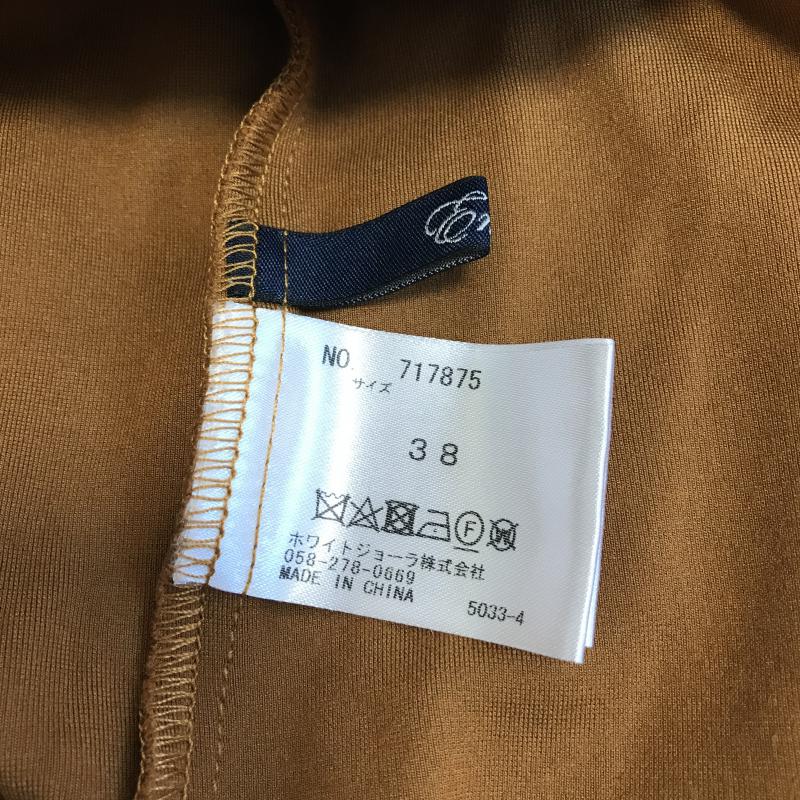 NO. 717875
サイズ
38
ホワイトジョーラ株式会社
058-278-0669
MADE IN CHINA
5033-4